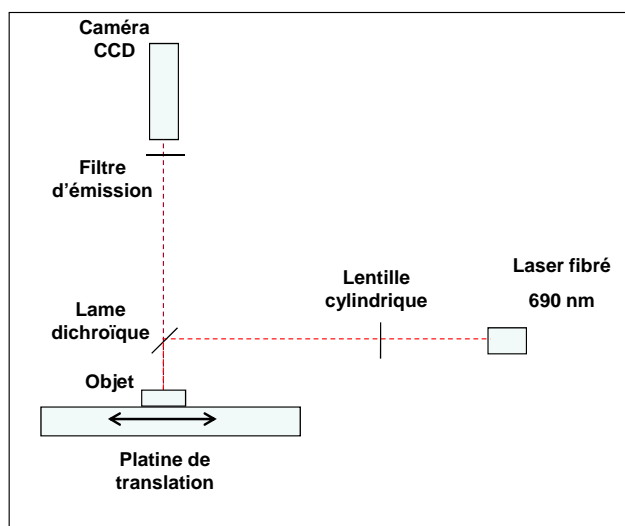 Caméra
CCD
Filtre
d'émission
Lentille
cylindrique
Laser fibré
690 nm
Lame
dichroïque
Objet
Platine de
translation